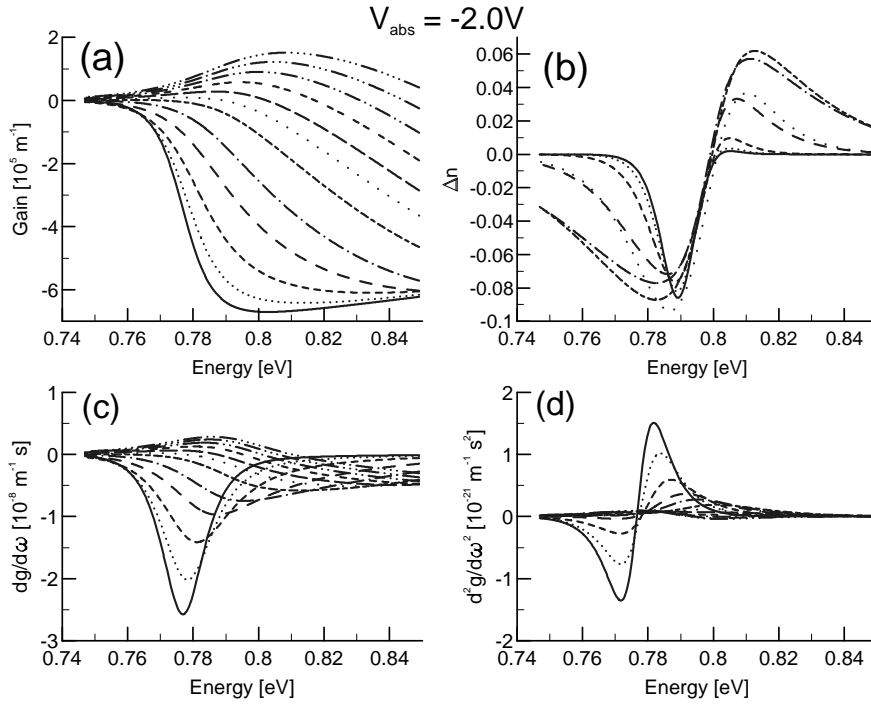 V_abs = -2.0V
(a)
Gain [10^5 m^-1]
2
0
-2
-4
-6
0.74 0.76 0.78 0.8 0.82 0.84
Energy [eV]
(b)
Δn
0.06
0.04
0.02
0.0
-0.02
-0.04
-0.06
-0.08
-0.1
0.74 0.76 0.78 0.8 0.82 0.84
Energy [eV]
(c)
dg/dω [10^-8 m^-1 s]
1
0
-1
-2
-3
0.74 0.76 0.78 0.8 0.82 0.84
Energy [eV]
(d)
d^2g/dω^2 [10^-21 m^-1 s^2]
2
1
0
-1
-2
0.74 0.76 0.78 0.8 0.82 0.84
Energy [eV]